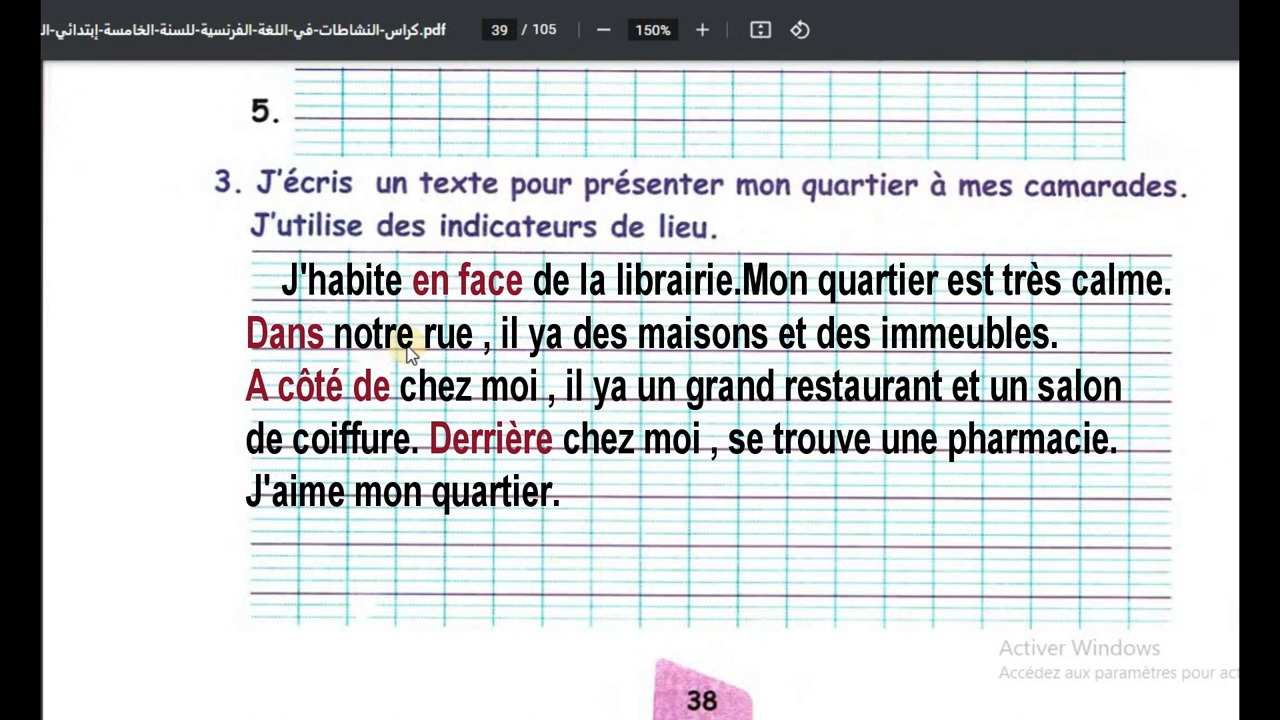 كراس-النشاطات-في-اللغة-الفرنسية-للسنة-الخامسة-إبتدائي-ال.pdf
39 / 105
150%
5.
3. J'écris un texte pour présenter mon quartier à mes camarades.
J'utilise des indicateurs de lieu.
J'habite en face de la librairie.Mon quartier est très calme.
Dans notre rue , il ya des maisons et des immeubles.
A côté de chez moi , il ya un grand restaurant et un salon
de coiffure. Derrière chez moi , se trouve une pharmacie.
J'aime mon quartier.
Activer Windows
Accédez aux paramètres pour act
38